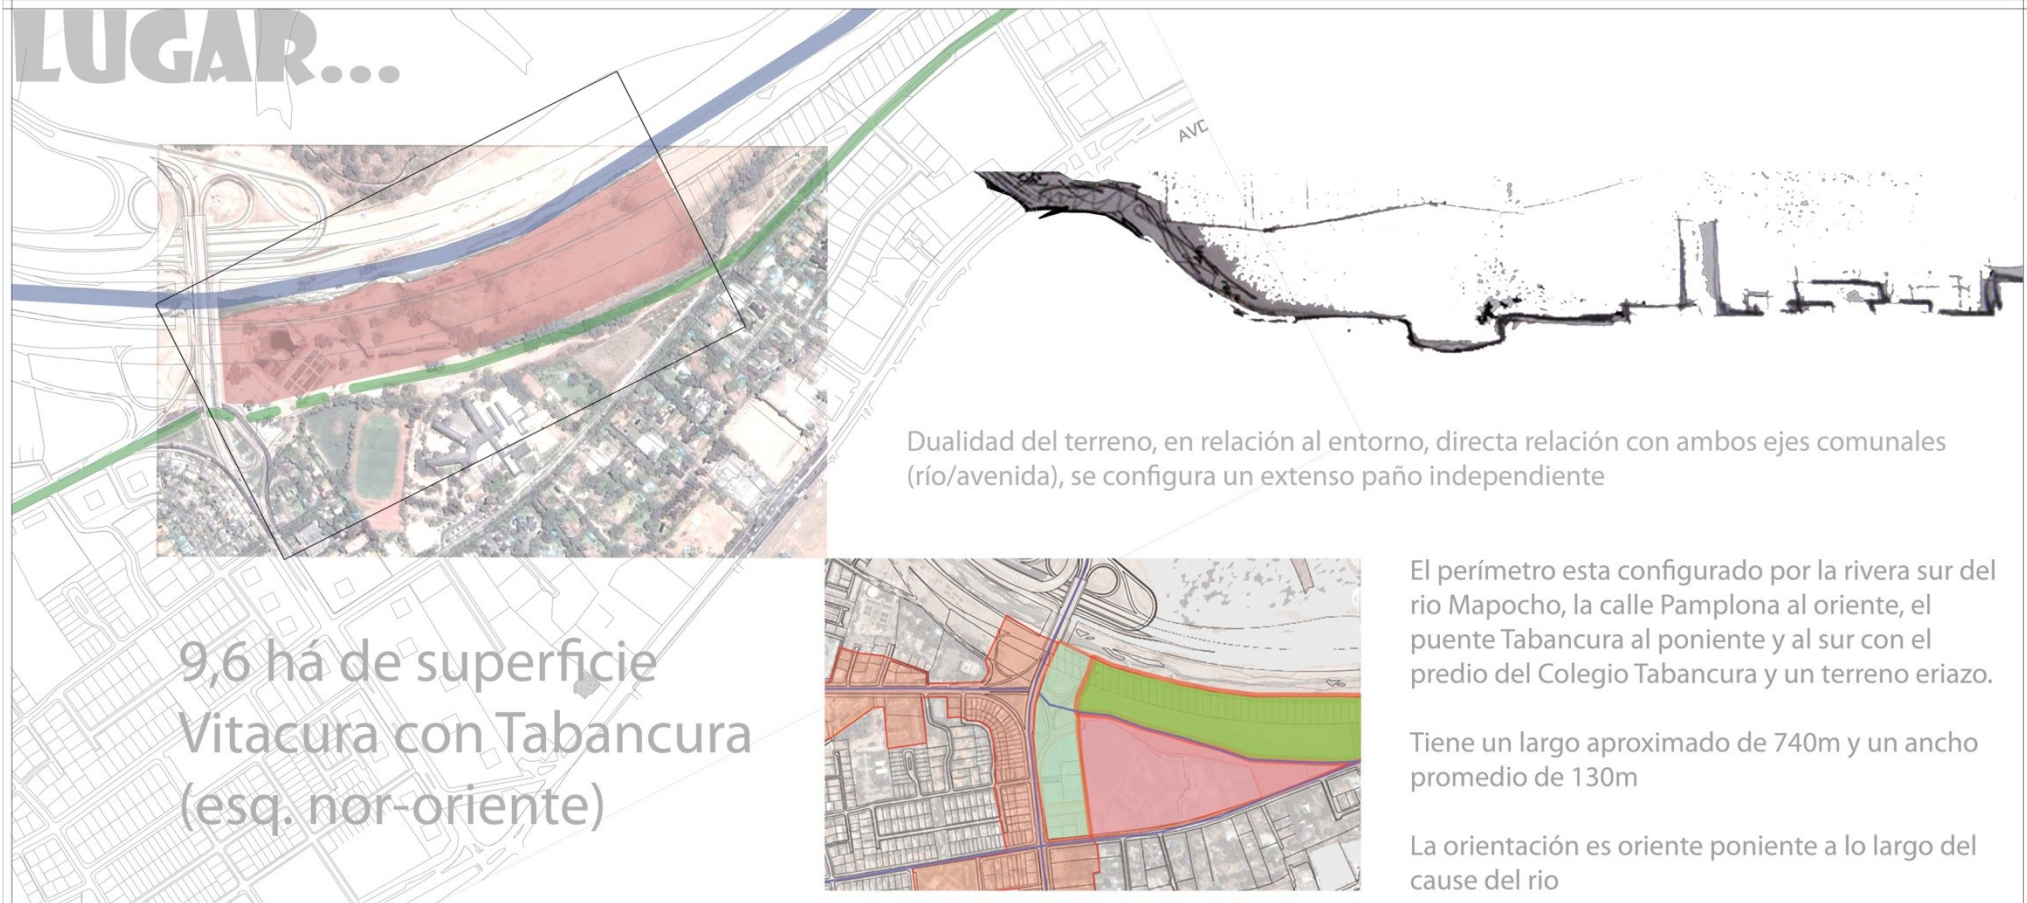 LUGAR...
AVD
Dualidad del terreno, en relación al entorno, directa relación con ambos ejes comunales
(río/avenida), se configura un extenso paño independiente
9,6 há de superficie
Vitacura con Tabancura
(esq. nor-oriente)
El perímetro esta configurado por la rivera sur del
rio Mapocho, la calle Pamplona al oriente, el
puente Tabancura al poniente y al sur con el
predio del Colegio Tabancura y un terreno eriazo.
Tiene un largo aproximado de 740m y un ancho
promedio de 130m
La orientación es oriente poniente a lo largo del
cause del rio